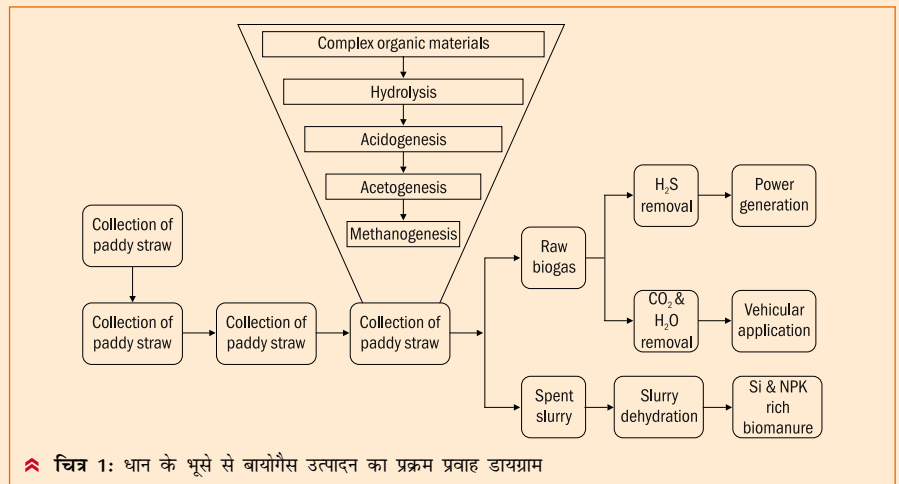 Complex organic materials
Hydrolysis
Acidogenesis
Acetogenesis
Methanogenesis
Collection of
paddy straw
Collection of
paddy straw
Collection of
paddy straw
Collection of
paddy straw
Raw
biogas
H₂S
removal
Power
generation
CO₂ &
H₂O
removal
Vehicular
application
Spent
slurry
Slurry
dehydration
Si & NPK
rich
biomanure
चित्र 1: धान के भूसे से बायोगैस उत्पादन का प्रक्रम प्रवाह डायग्राम